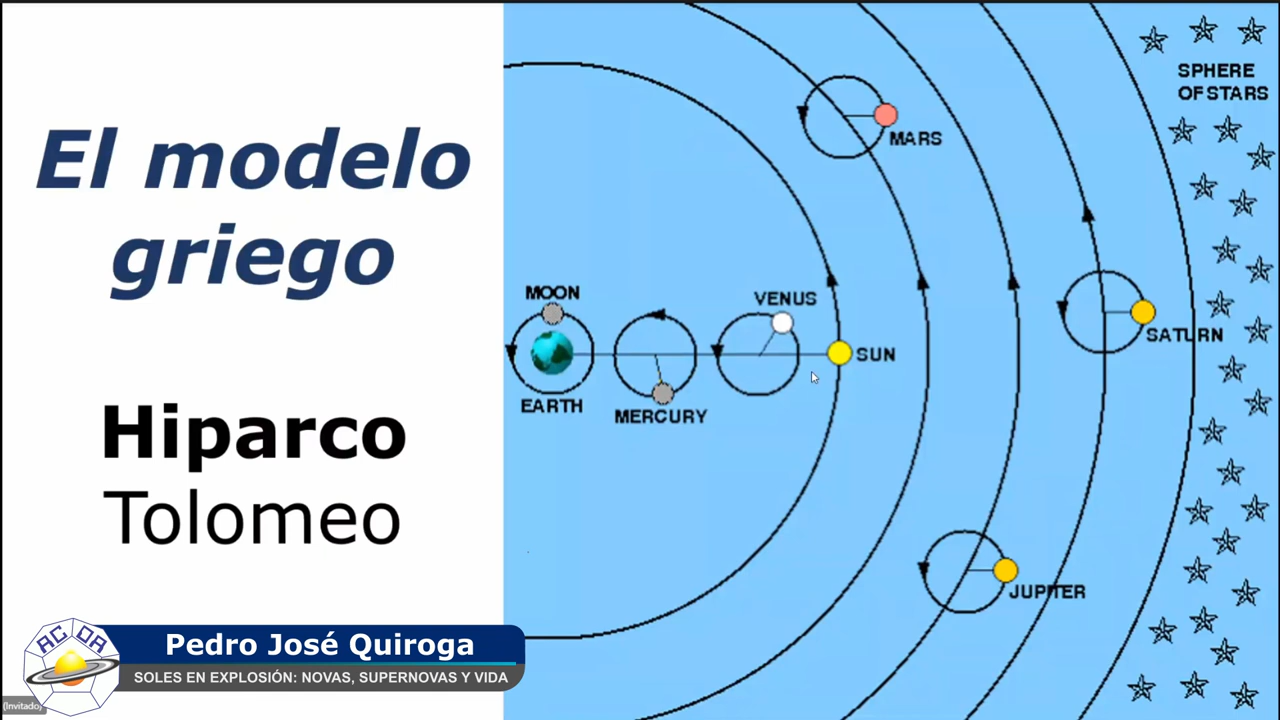 El modelo
griego
Hiparco
Tolomeo
SPHERE
OF STARS
MARS
VENUS
MOON
SUN
SATURN
EARTH
MERCURY
JUPITER
ACDA
Pedro José Quiroga
SOLES EN EXPLOSIÓN: NOVAS, SUPERNOVAS Y VIDA
(Invitado)